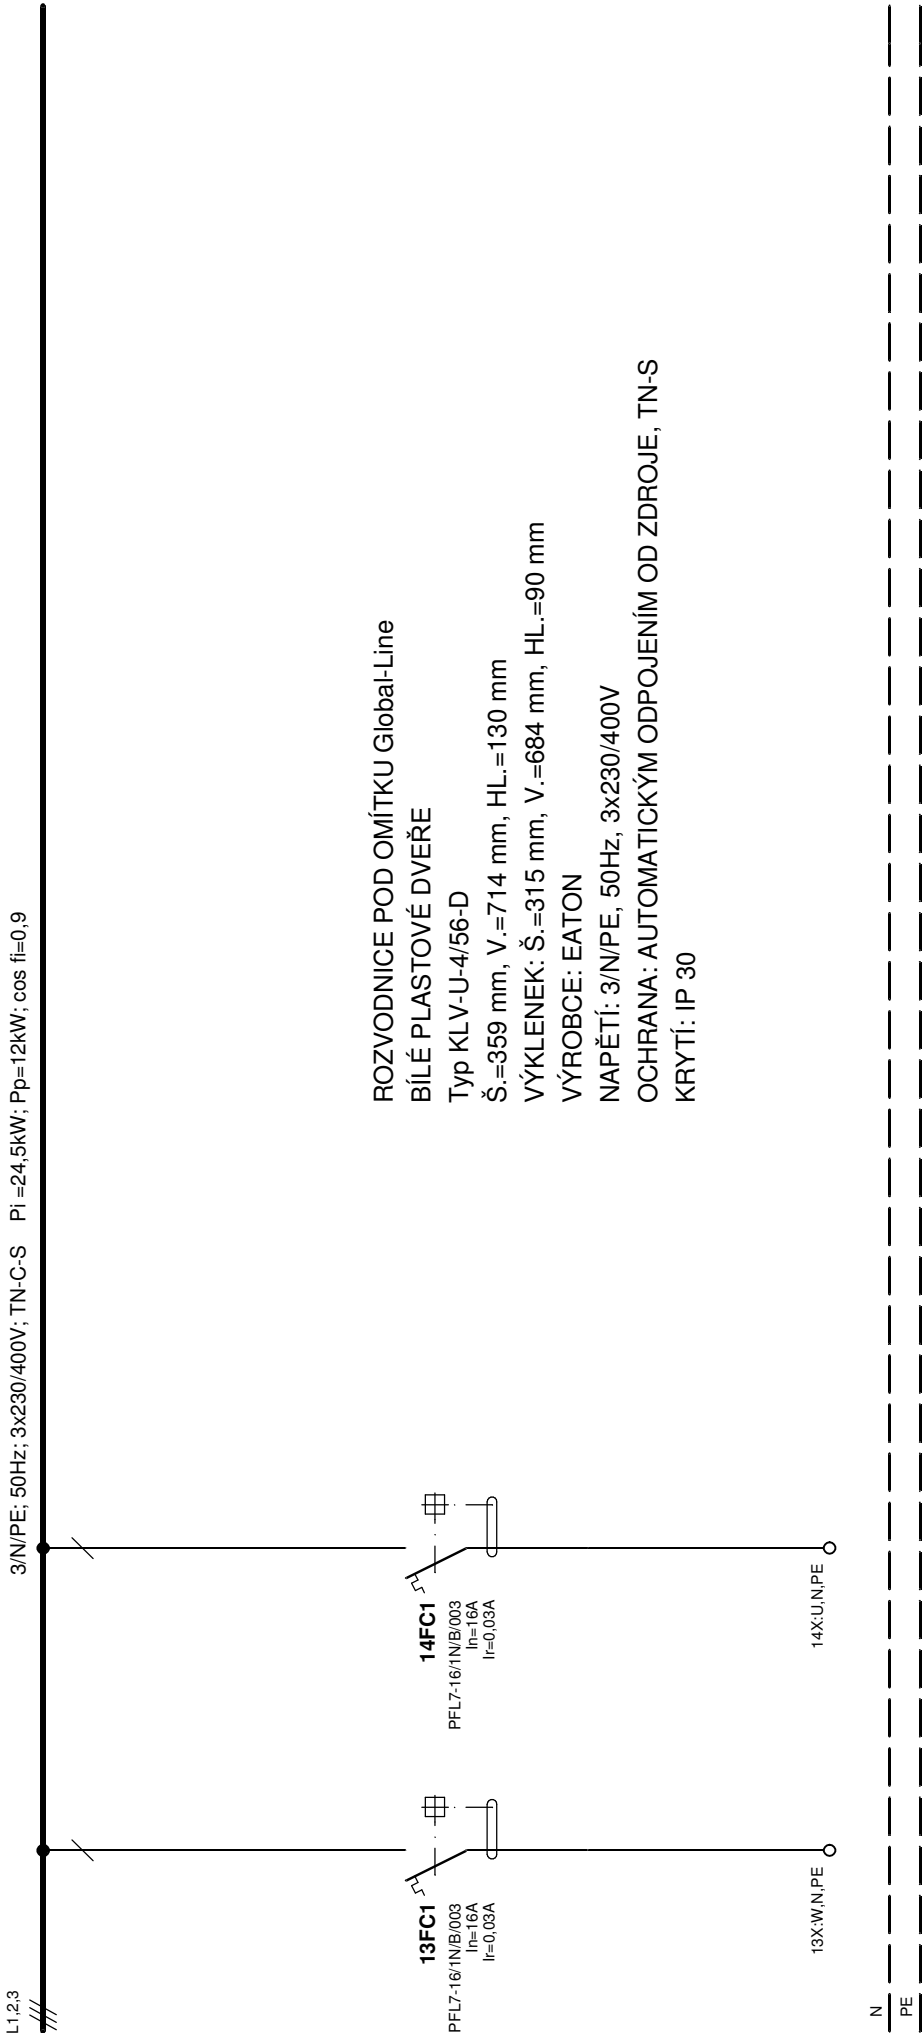 L1,2,3
3/N/PE; 50Hz; 3x230/400V; TN-C-S Pi =24,5kW; Pp=12kW; cos fi=0,9
13FC1
PFL7-16/1N/B/003
In=16A
Ir=0,03A
14FC1
PFL7-16/1N/B/003
In=16A
Ir=0,03A
ROZVODNICE POD OMÍTKU Global-Line
BÍLÉ PLASTOVÉ DVEŘE
Typ KLV-U-4/56-D
Š.=359 mm, V.=714 mm, HL.=130 mm
VÝKLENEK: Š.=315 mm, V.=684 mm, HL.=90 mm
VÝROBCE: EATON
NAPĚTÍ: 3/N/PE, 50Hz, 3x230/400V
OCHRANA: AUTOMATICKÝM ODPOJENÍM OD ZDROJE, TN-S
KRYTÍ: IP 30
13X:W,N,PE
14X:U,N,PE
N
PE